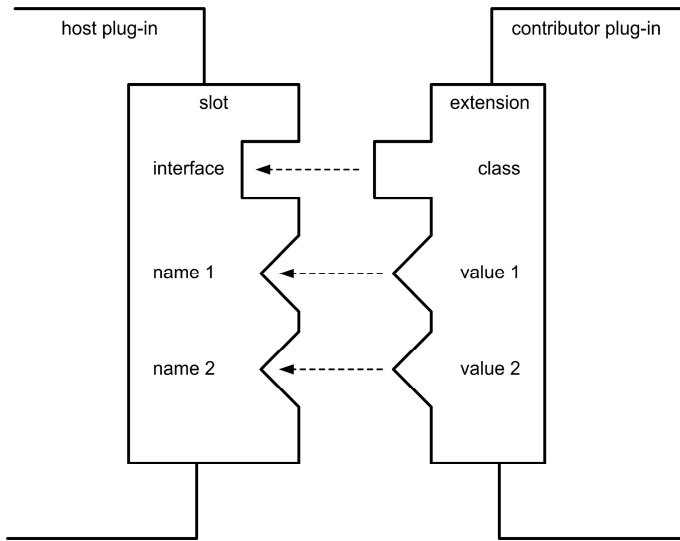 host plug-in
contributor plug-in
slot
extension
interface
class
name 1
value 1
name 2
value 2